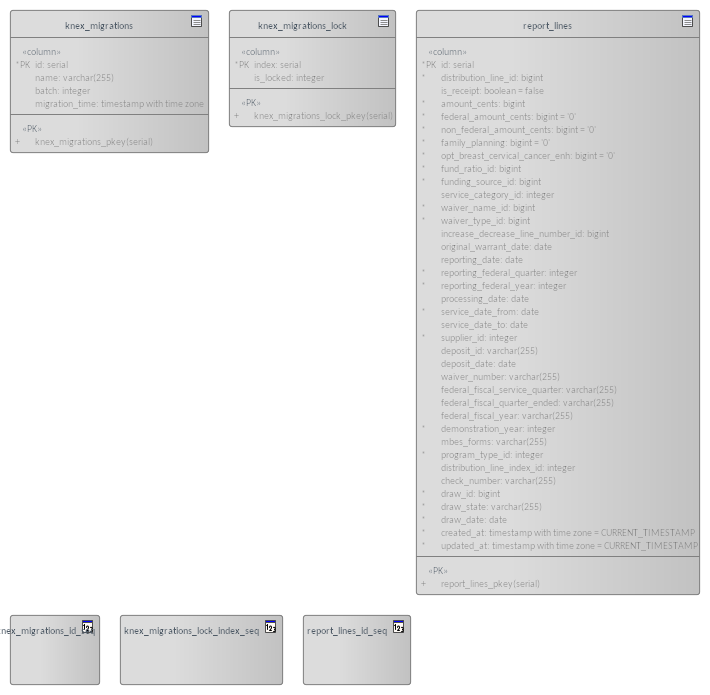 knex_migrations
«column»
*PK id: serial
name: varchar(255)
batch: integer
migration_time: timestamp with time zone
«PK»
+ knex_migrations_pkey(serial)
knex_migrations_lock
«column»
*PK index: serial
is_locked: integer
«PK»
+ knex_migrations_lock_pkey(serial)
report_lines
«column»
*PK id: serial
* distribution_line_id: bigint
is_receipt: boolean = false
* amount_cents: bigint
* federal_amount_cents: bigint = '0'
* non_federal_amount_cents: bigint = '0'
* family_planning: bigint = '0'
* opt_breast_cervical_cancer_enh: bigint = '0'
* fund_ratio_id: bigint
* funding_source_id: bigint
service_category_id: integer
* waiver_name_id: bigint
* waiver_type_id: bigint
increase_decrease_line_number_id: bigint
original_warrant_date: date
reporting_date: date
* reporting_federal_quarter: integer
* reporting_federal_year: integer
processing_date: date
* service_date_from: date
service_date_to: date
* supplier_id: integer
deposit_id: varchar(255)
deposit_date: date
waiver_number: varchar(255)
federal_fiscal_service_quarter: varchar(255)
federal_fiscal_quarter_ended: varchar(255)
federal_fiscal_year: varchar(255)
* demonstration_year: integer
mbes_forms: varchar(255)
* program_type_id: integer
distribution_line_index_id: integer
check_number: varchar(255)
* draw_id: bigint
* draw_state: varchar(255)
* draw_date: date
* created_at: timestamp with time zone = CURRENT_TIMESTAMP
* updated_at: timestamp with time zone = CURRENT_TIMESTAMP
«PK»
+ report_lines_pkey(serial)
knex_migrations_id_seq
knex_migrations_lock_index_seq
report_lines_id_seq